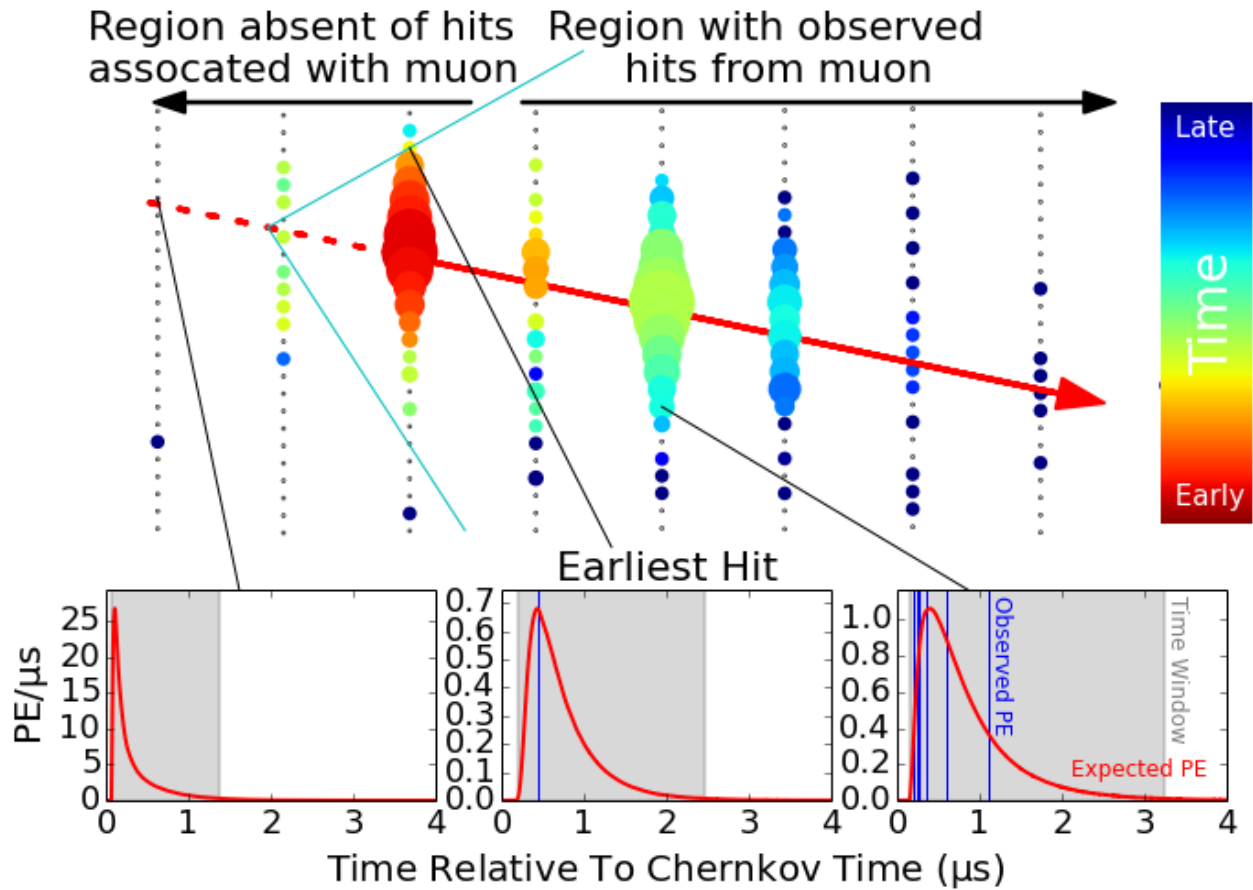 Region absent of hits
assocated with muon
Region with observed
hits from muon
Late
Time
Early
Earliest Hit
PE/μs
25
20
15
10
5
0
0 1 2 3 4
0.7
0.6
0.5
0.4
0.3
0.2
0.1
0.0
0 1 2 3 4
1.0
0.8
0.6
0.4
0.2
0.0
0 1 2 3 4
Observed PE
Time Window
Expected PE
Time Relative To Chernkov Time (μs)